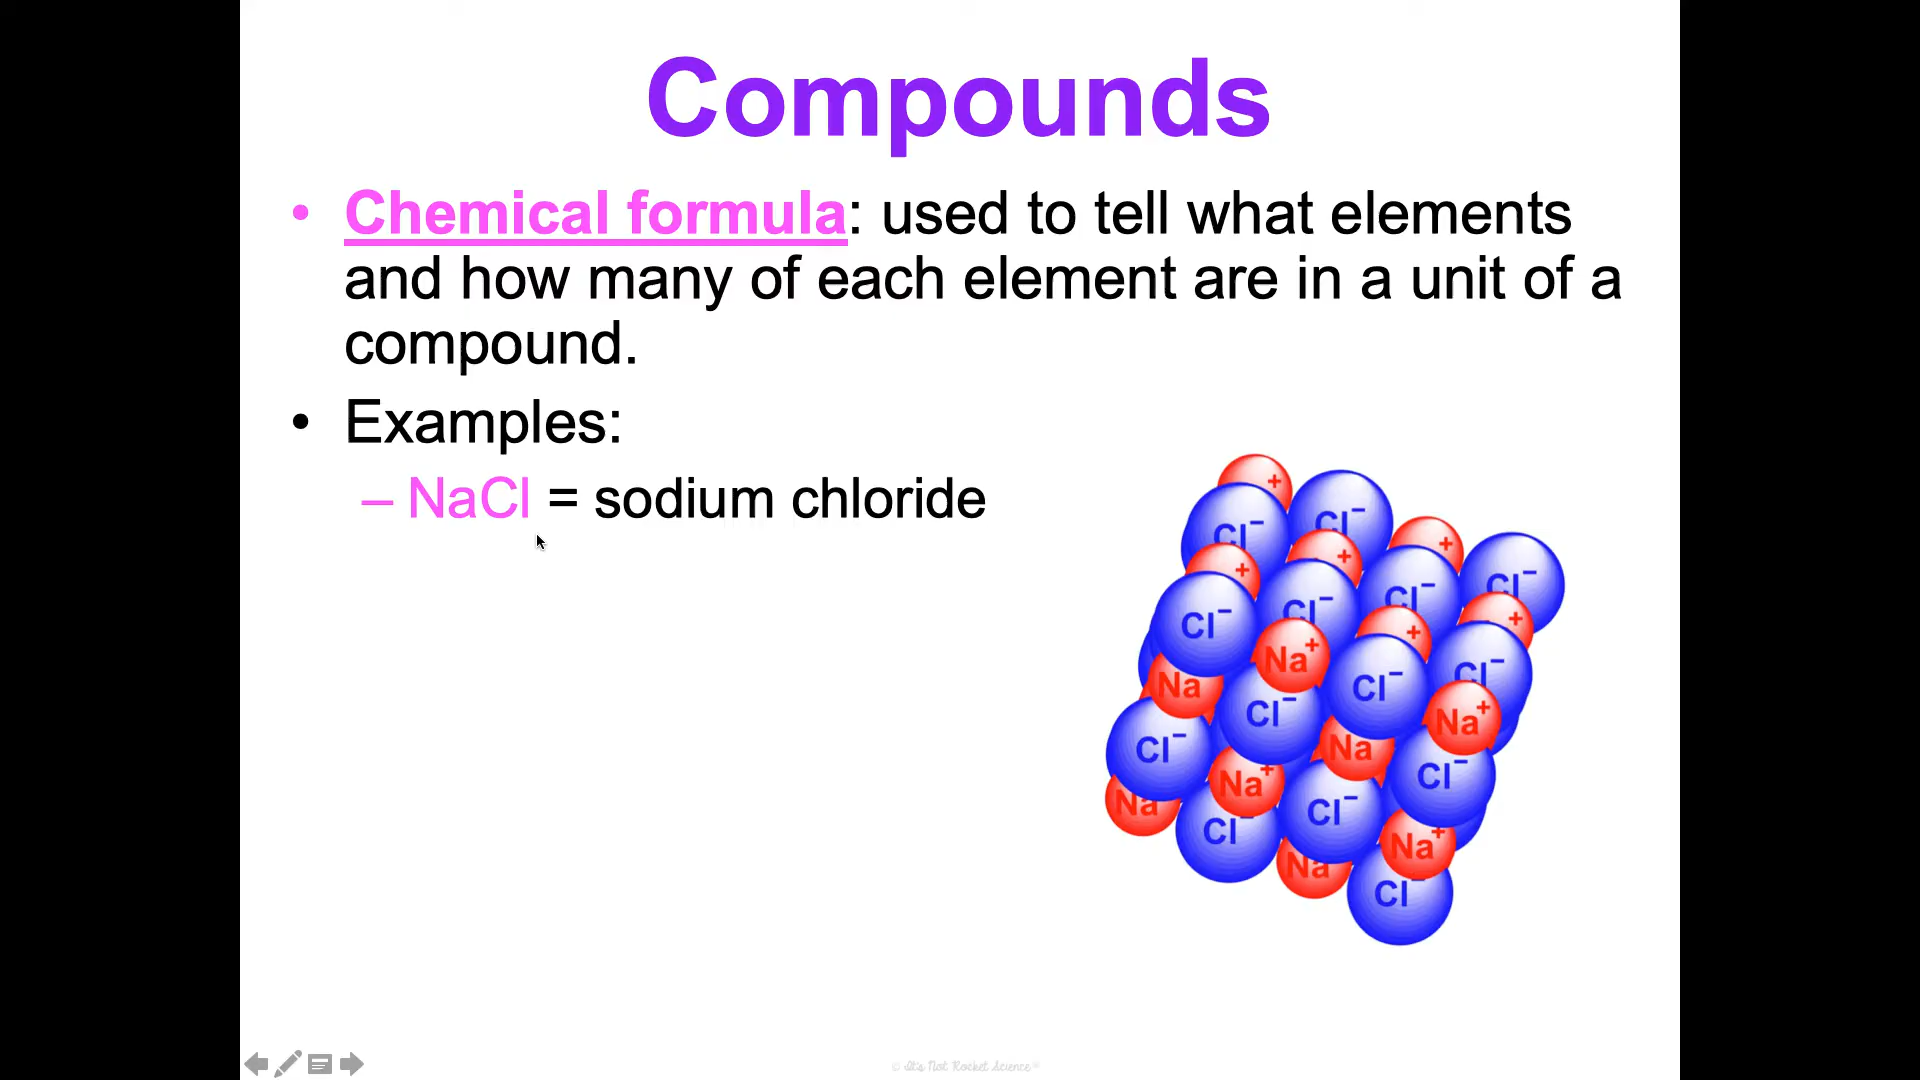 Compounds
• Chemical formula: used to tell what elements
and how many of each element are in a unit of a
compound.
• Examples:
– NaCl = sodium chloride
+
Cl⁻ Cl⁻
+ + + Cl⁻
Cl⁻ Cl⁻ Cl⁻ +
Na⁺ + Cl⁻
Na Cl⁻ Cl⁻ Na⁺
Cl⁻ Na Cl⁻
Na Na⁺ Cl⁻ Na⁺
Cl⁻ Na Cl⁻
© It's Not Rocket Science®